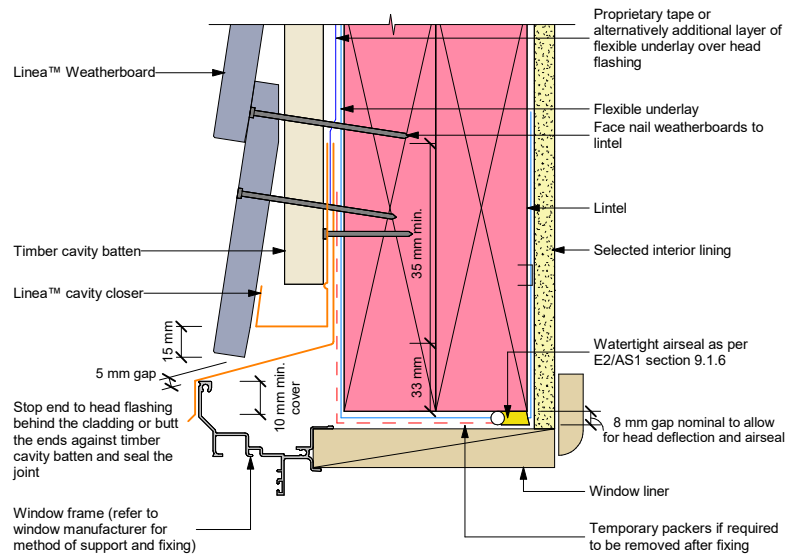 Proprietary tape or
alternatively additional layer of
flexible underlay over head
flashing
Linea™ Weatherboard
Flexible underlay
Face nail weatherboards to
lintel
Lintel
Timber cavity batten
Selected interior lining
35 mm min.
Linea™ cavity closer
15 mm
Watertight airseal as per
E2/AS1 section 9.1.6
5 mm gap
33 mm
10 mm min.
cover
Stop end to head flashing
behind the cladding or butt
the ends against timber
cavity batten and seal the
joint
8 mm gap nominal to allow
for head deflection and airseal
Window liner
Window frame (refer to
window manufacturer for
method of support and fixing)
Temporary packers if required
to be removed after fixing